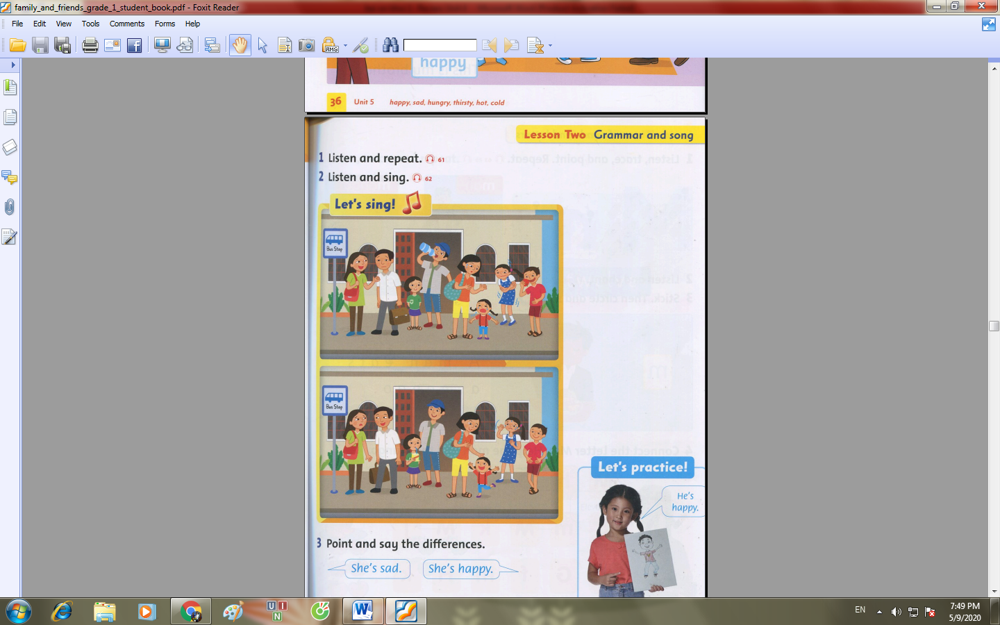 family_and_friends_grade_1_student_book.pdf - Foxit Reader
File Edit View Tools Comments Forms Help
RMS
happy
36 Unit 5 happy, sad, hungry, thirsty, hot, cold
Lesson Two Grammar and song
1 Listen and repeat. 61
2 Listen and sing. 62
Let's sing!
Bus Stop
Bus Stop
Let's practice!
He's
happy.
3 Point and say the differences.
She's sad. She's happy.
U I
N
W
EN
7:49 PM
5/9/2020